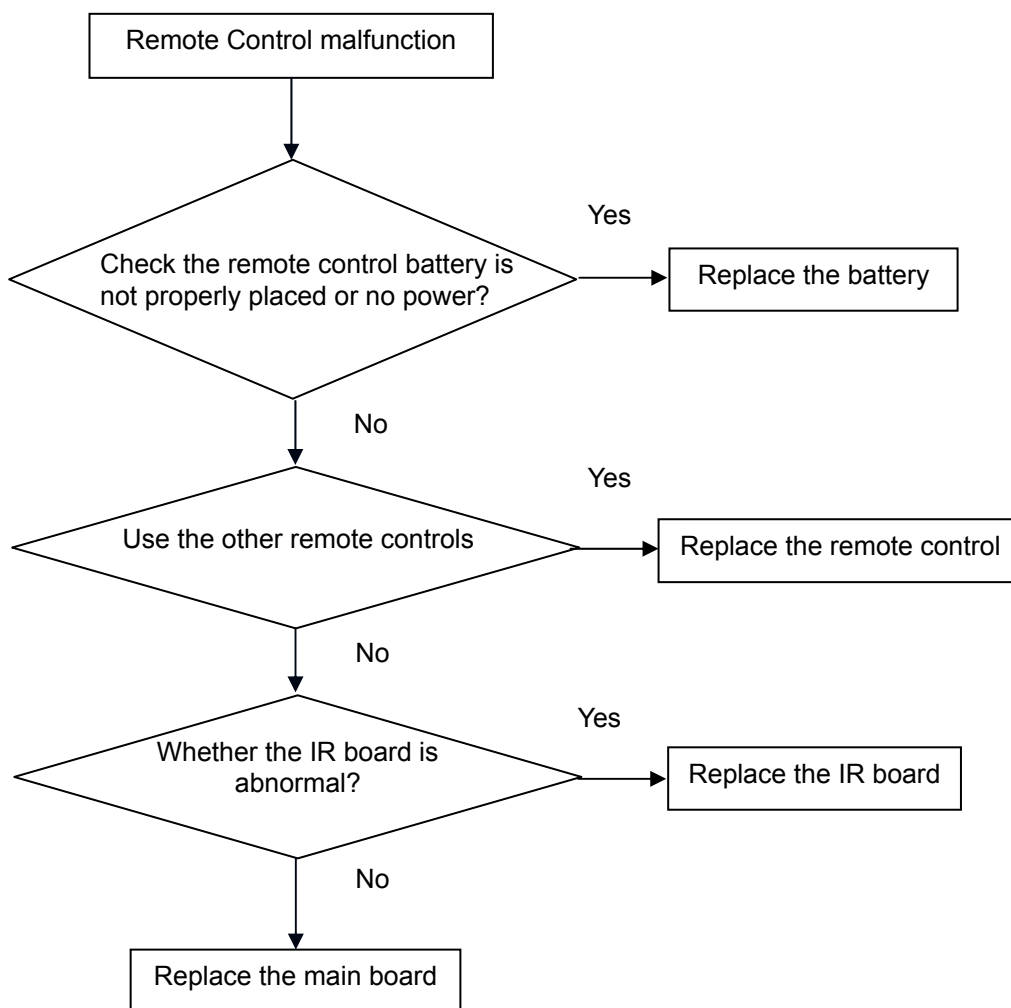 Remote Control malfunction
Yes
Check the remote control battery is
not properly placed or no power?
Replace the battery
No
Yes
Use the other remote controls
Replace the remote control
No
Yes
Whether the IR board is
abnormal?
Replace the IR board
No
Replace the main board